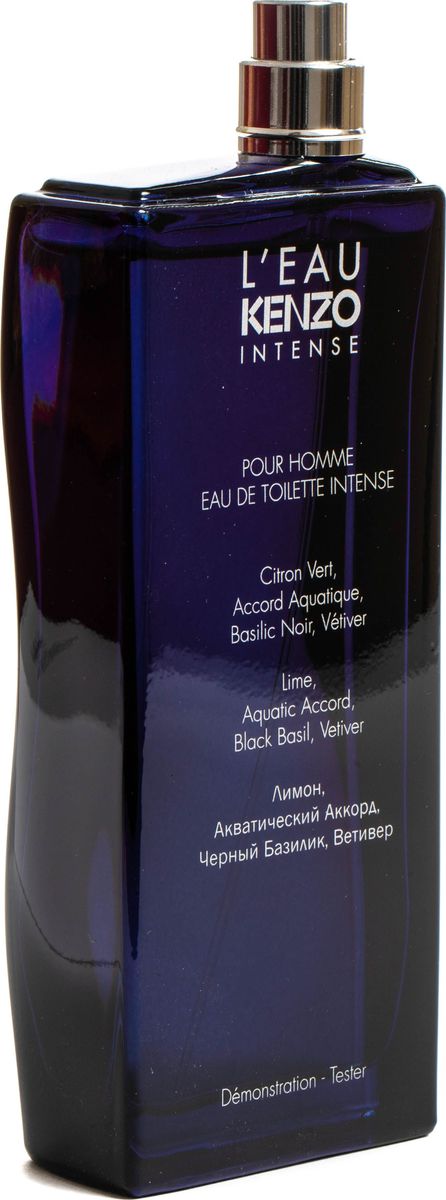 L'EAU
KENZO
INTENSE
POUR HOMME
EAU DE TOILETTE INTENSE
Citron Vert,
Accord Aquatique,
Basilic Noir, Vétiver
Lime,
Aquatic Accord,
Black Basil, Vetiver
Лимон,
Акватический Аккорд,
Черный Базилик, Ветивер
Démonstration - Tester